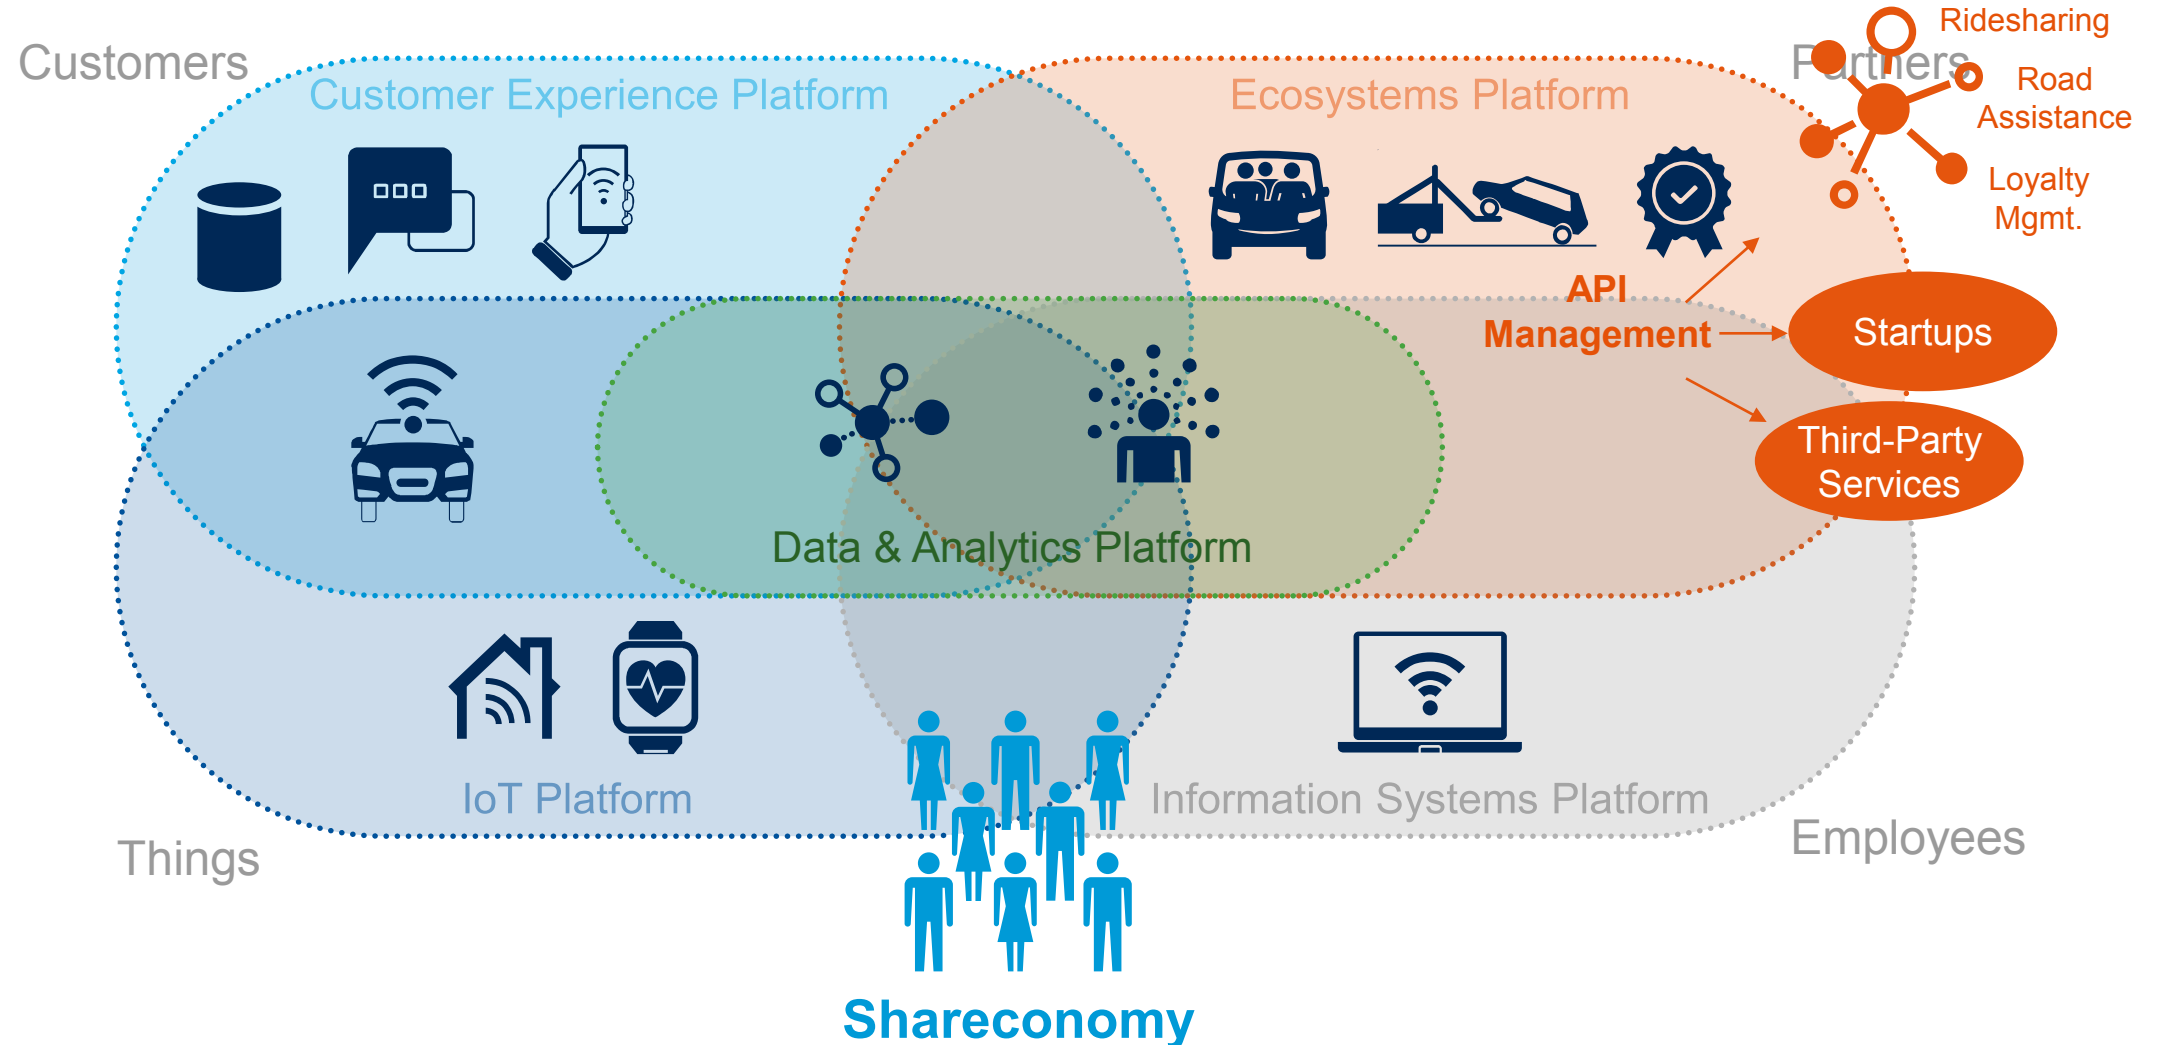 Customers
Customer Experience Platform
Ecosystems Platform
Partners
Ridesharing
Road
Assistance
Loyalty
Mgmt.
API
Management
Startups
Third-Party
Services
Data & Analytics Platform
IoT Platform
Information Systems Platform
Things
Employees
Shareconomy